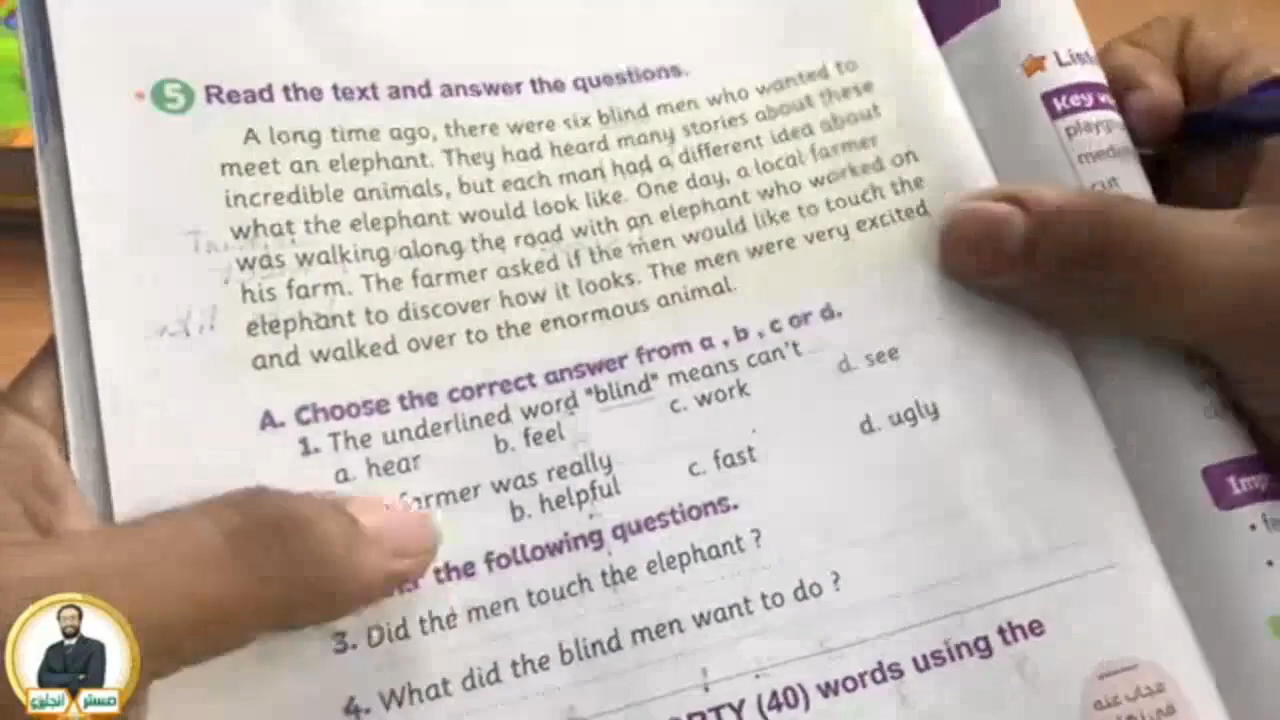 5 Read the text and answer the questions.
A long time ago, there were six blind men who wanted to
meet an elephant. They had heard many stories about these
incredible animals, but each man had a different idea about
what the elephant would look like. One day, a local farmer
was walking along the road with an elephant who worked on
his farm. The farmer asked if the men would like to touch the
elephant to discover how it looks. The men were very excited
and walked over to the enormous animal.
A. Choose the correct answer from a , b , c or d.
1. The underlined word "blind" means can't
a. hear b. feel c. work d. see
farmer was really
b. helpful c. fast d. ugly
the following questions.
3. Did the men touch the elephant ?
4. What did the blind men want to do ?
(40) words using the
Key
cut
مستر X انجليزي